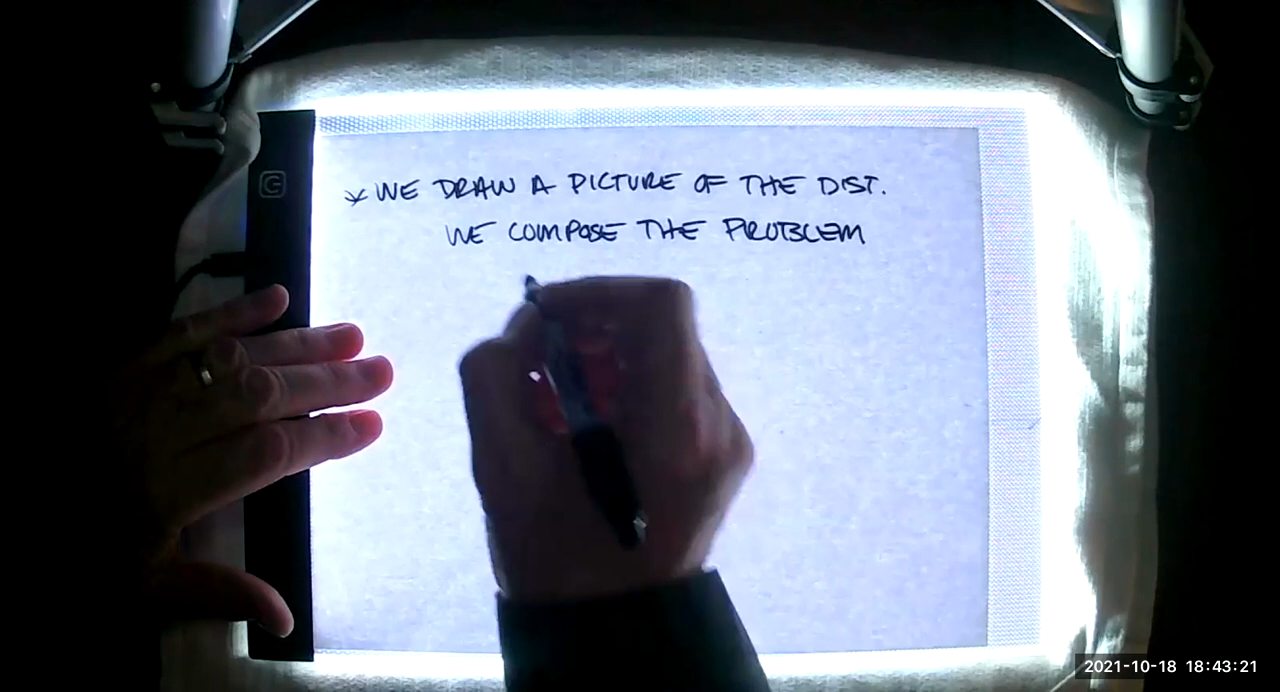 * WE DRAW A PICTURE OF THE DIST.
WE COMPOSE THE PROBLEM
2021-10-18 18:43:21